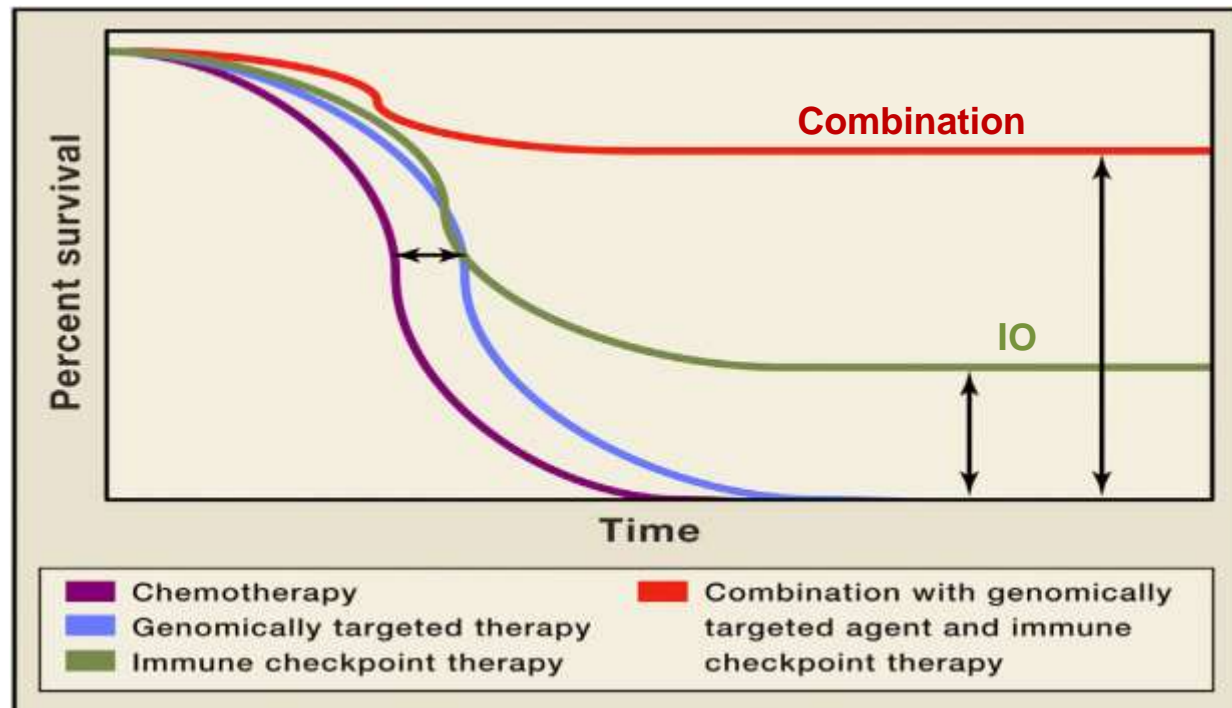 Combination
IO
Percent survival
Time
Chemotherapy
Genomically targeted therapy
Immune checkpoint therapy
Combination with genomically
targeted agent and immune
checkpoint therapy